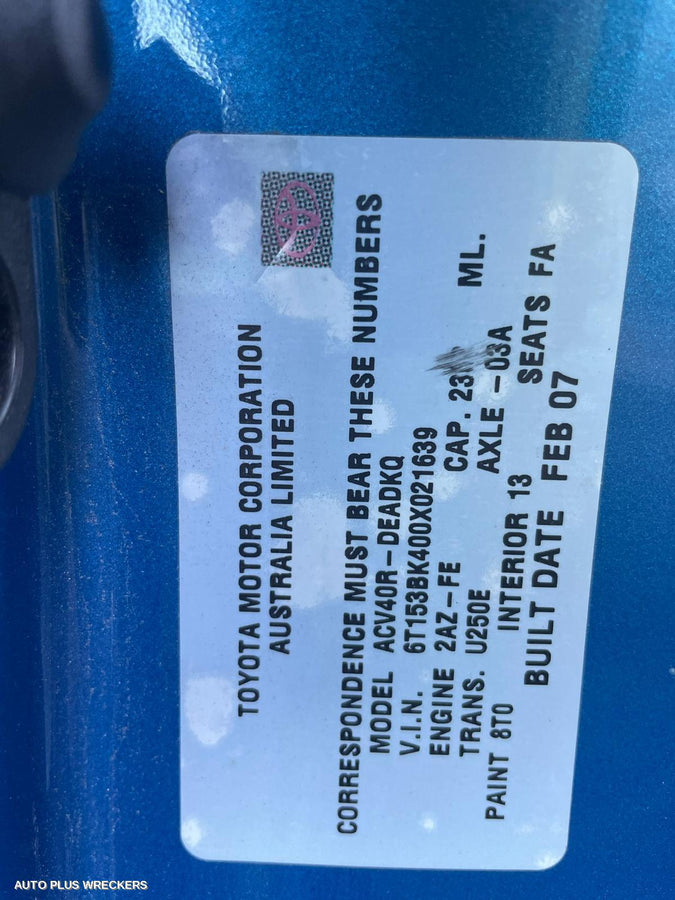 TOYOTA MOTOR CORPORATION
AUSTRALIA LIMITED
CORRESPONDENCE MUST BEAR THESE NUMBERS
MODEL ACV40R-DEADKQ
V.I.N. 6T153BK400X021639
ENGINE 2AZ-FE CAP. ML.
TRANS. U250E AXLE -03A
PAINT 8T0 INTERIOR 13 SEATS FA
BUILT DATE FEB 07
AUTO PLUS WRECKERS